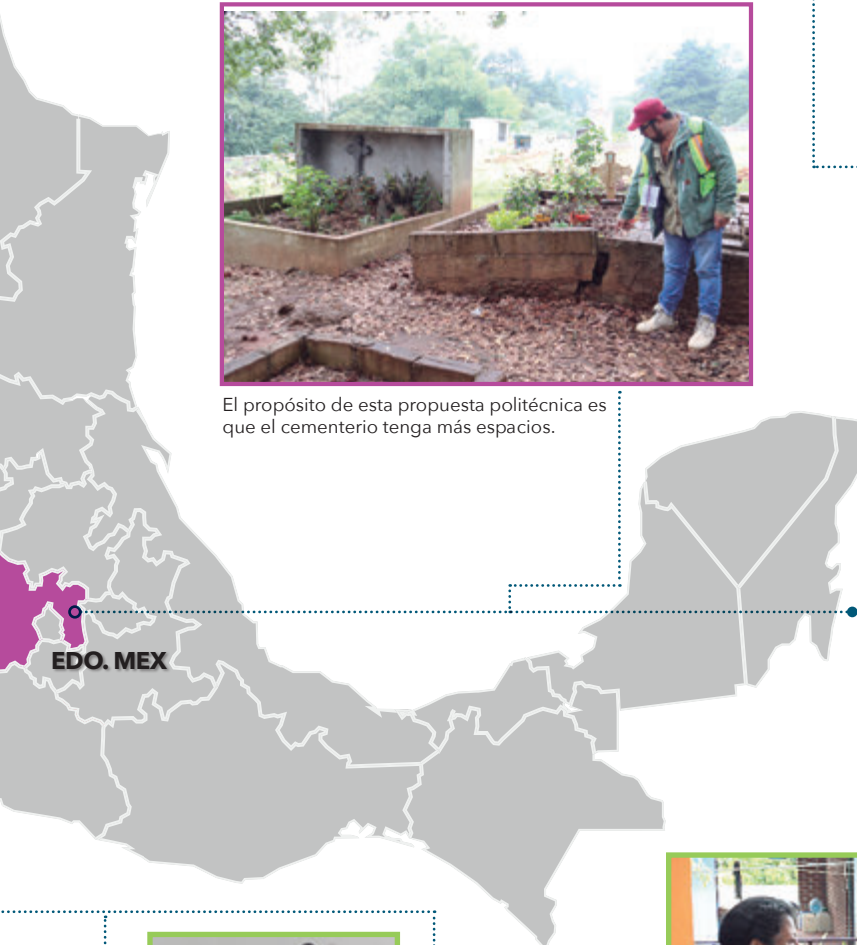 El propósito de esta propuesta politécnica es
que el cementerio tenga más espacios.
EDO. MEX